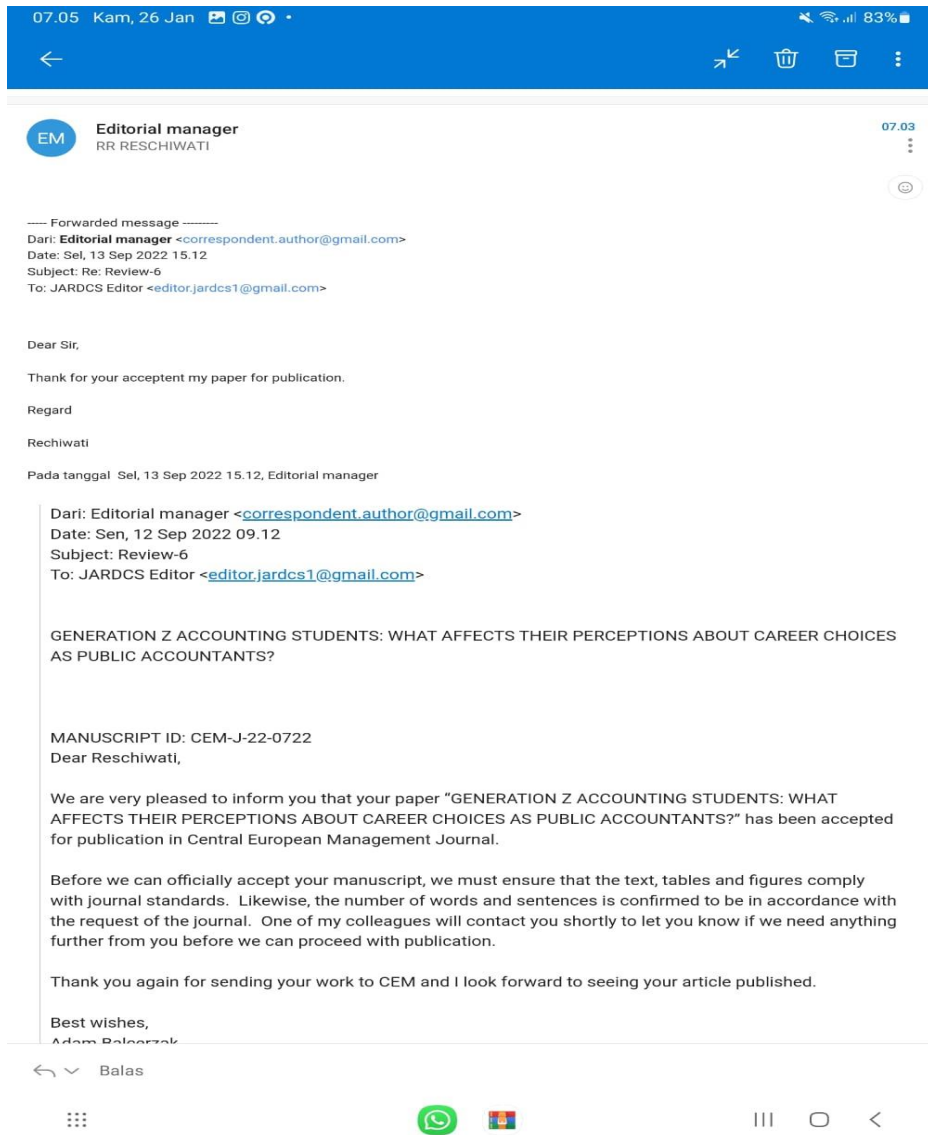 07.05 Kam, 26 Jan
83%
EM
Editorial manager
07.03
RR RESCHIWATI
----- Forwarded message ---------
Dari: Editorial manager <correspondent.author@gmail.com>
Date: Sel, 13 Sep 2022 15.12
Subject: Re: Review-6
To: JARDCS Editor <editor.jardcs1@gmail.com>
Dear Sir,
Thank for your acceptent my paper for publication.
Regard
Rechiwati
Pada tanggal Sel, 13 Sep 2022 15.12, Editorial manager
Dari: Editorial manager <correspondent.author@gmail.com>
Date: Sen, 12 Sep 2022 09.12
Subject: Review-6
To: JARDCS Editor <editor.jardcs1@gmail.com>
GENERATION Z ACCOUNTING STUDENTS: WHAT AFFECTS THEIR PERCEPTIONS ABOUT CAREER CHOICES
AS PUBLIC ACCOUNTANTS?
MANUSCRIPT ID: CEM-J-22-0722
Dear Reschiwati,
We are very pleased to inform you that your paper “GENERATION Z ACCOUNTING STUDENTS: WHAT
AFFECTS THEIR PERCEPTIONS ABOUT CAREER CHOICES AS PUBLIC ACCOUNTANTS?” has been accepted
for publication in Central European Management Journal.
Before we can officially accept your manuscript, we must ensure that the text, tables and figures comply
with journal standards. Likewise, the number of words and sentences is confirmed to be in accordance with
the request of the journal. One of my colleagues will contact you shortly to let you know if we need anything
further from you before we can proceed with publication.
Thank you again for sending your work to CEM and I look forward to seeing your article published.
Best wishes,
Adam Balcerzak
Balas